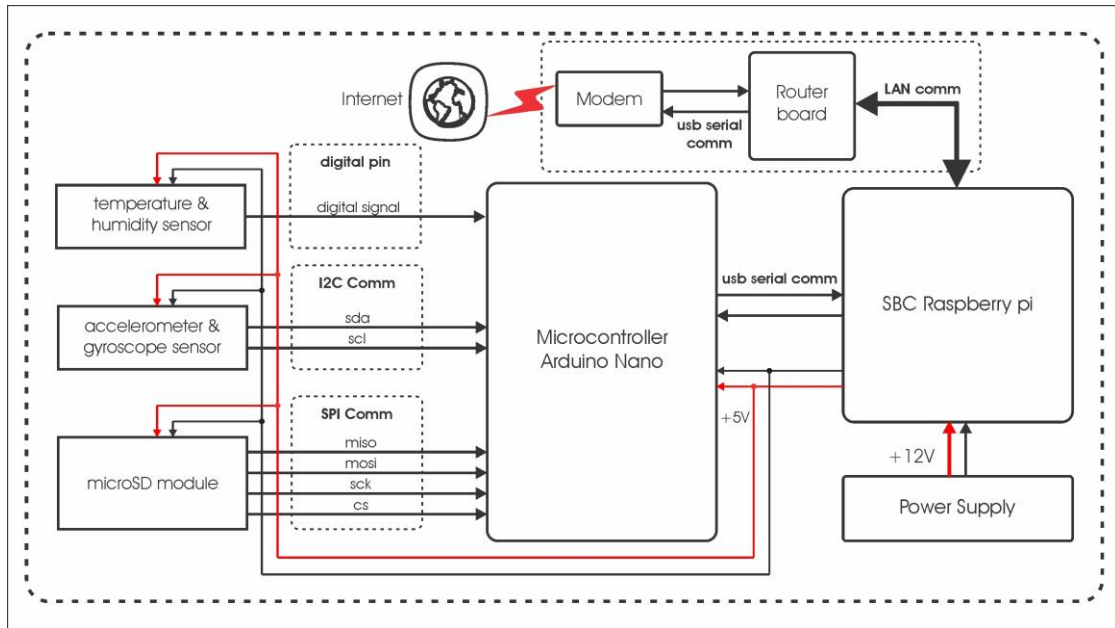 Internet
Modem
usb serial
comm
Router
board
LAN comm
digital pin
digital signal
temperature &
humidity sensor
I2C Comm
sda
scl
accelerometer &
gyroscope sensor
SPI Comm
miso
mosi
sck
cs
microSD module
Microcontroller
Arduino Nano
usb serial comm
+5V
SBC Raspberry pi
+12V
Power Supply